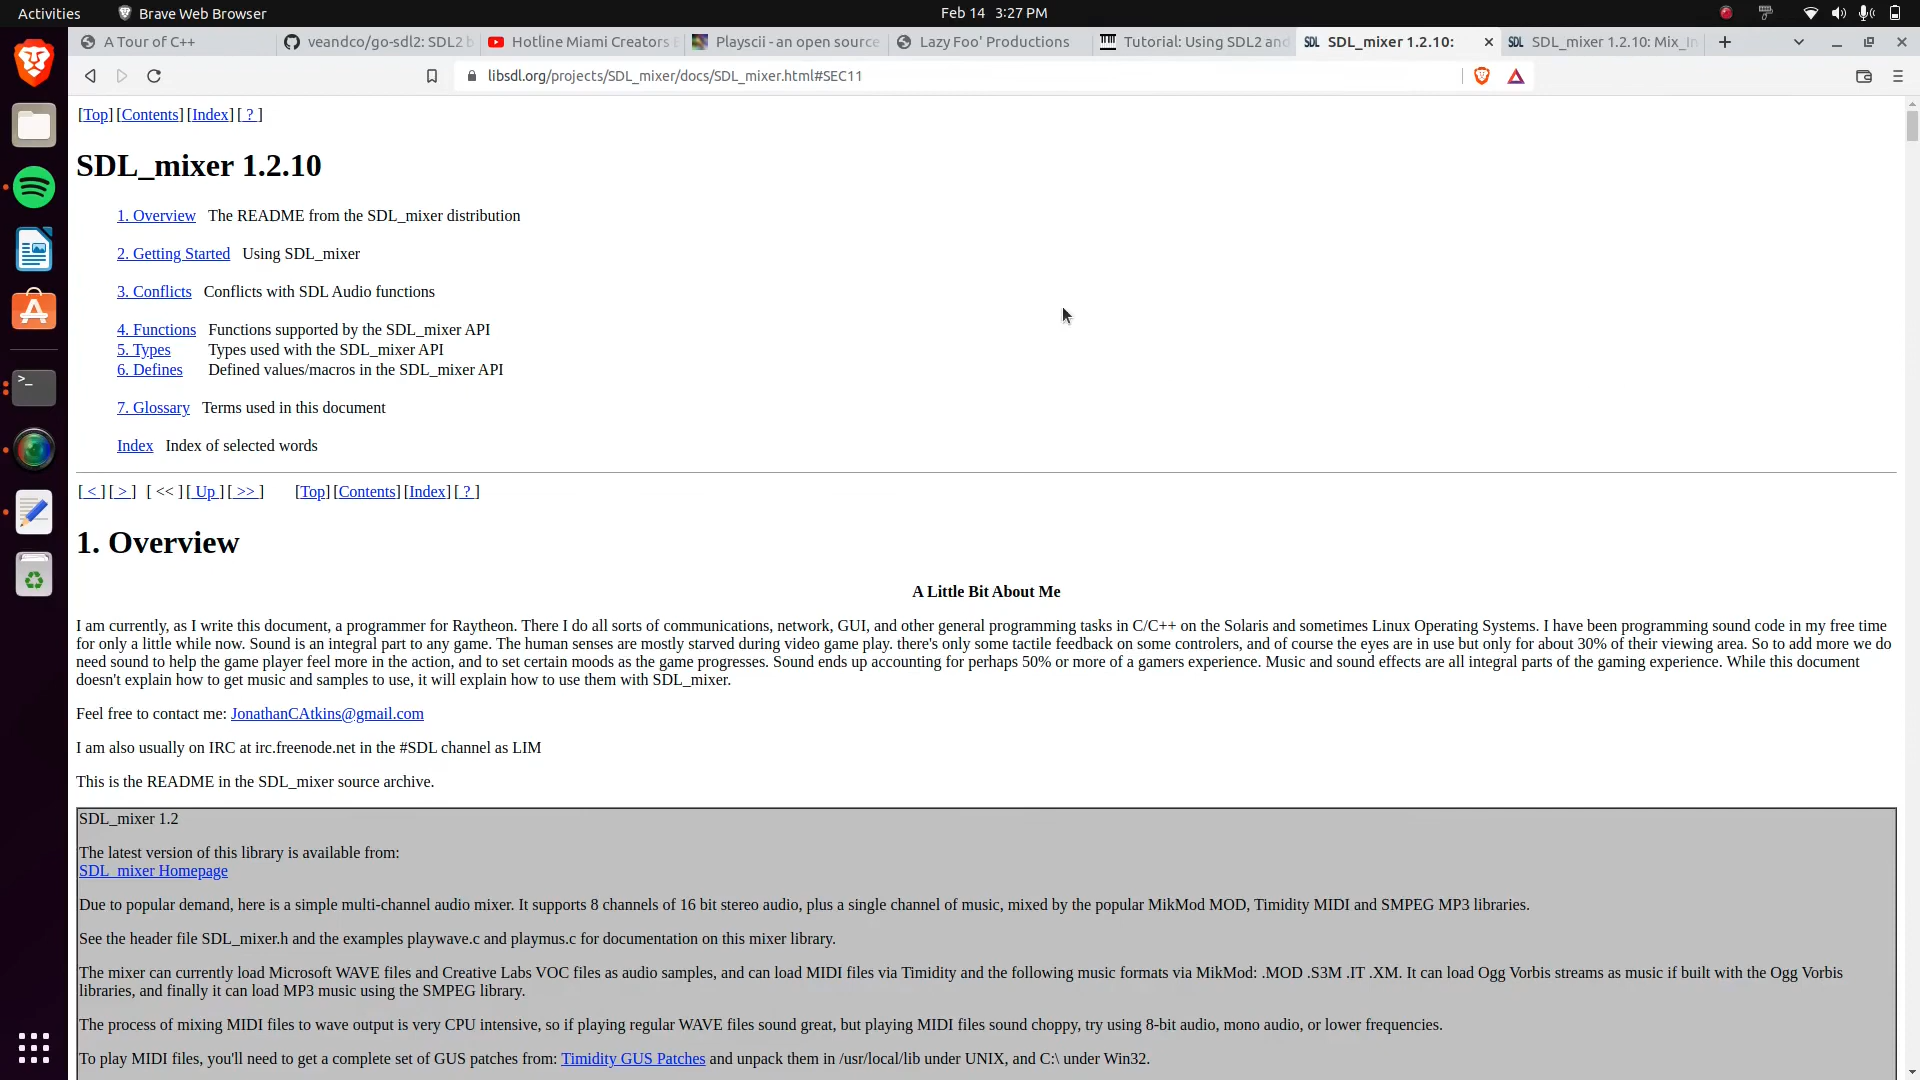 Activities Brave Web Browser Feb 14 3:27 PM
A Tour of C++ veandco/go-sdl2: SDL2 b Hotline Miami Creators Playscii - an open source Lazy Foo' Productions Tutorial: Using SDL2 and SDL SDL_mixer 1.2.10: SDL SDL_mixer 1.2.10: Mix_In
libsdl.org/projects/SDL_mixer/docs/SDL_mixer.html#SEC11
[Top] [Contents] [Index] [ ? ]
SDL_mixer 1.2.10
1. Overview The README from the SDL_mixer distribution
2. Getting Started Using SDL_mixer
3. Conflicts Conflicts with SDL Audio functions
4. Functions Functions supported by the SDL_mixer API
5. Types Types used with the SDL_mixer API
6. Defines Defined values/macros in the SDL_mixer API
7. Glossary Terms used in this document
Index Index of selected words
[ < ] [ > ] [ << ] [ Up ] [ >> ] [Top] [Contents] [Index] [ ? ]
1. Overview
A Little Bit About Me
I am currently, as I write this document, a programmer for Raytheon. There I do all sorts of communications, network, GUI, and other general programming tasks in C/C++ on the Solaris and sometimes Linux Operating Systems. I have been programming sound code in my free time
for only a little while now. Sound is an integral part to any game. The human senses are mostly starved during video game play. there's only some tactile feedback on some controlers, and of course the eyes are in use but only for about 30% of their viewing area. So to add more we do
need sound to help the game player feel more in the action, and to set certain moods as the game progresses. Sound ends up accounting for perhaps 50% or more of a gamers experience. Music and sound effects are all integral parts of the gaming experience. While this document
doesn't explain how to get music and samples to use, it will explain how to use them with SDL_mixer.
Feel free to contact me: JonathanCAtkins@gmail.com
I am also usually on IRC at irc.freenode.net in the #SDL channel as LIM
This is the README in the SDL_mixer source archive.
SDL_mixer 1.2
The latest version of this library is available from:
SDL_mixer Homepage
Due to popular demand, here is a simple multi-channel audio mixer. It supports 8 channels of 16 bit stereo audio, plus a single channel of music, mixed by the popular MikMod MOD, Timidity MIDI and SMPEG MP3 libraries.
See the header file SDL_mixer.h and the examples playwave.c and playmus.c for documentation on this mixer library.
The mixer can currently load Microsoft WAVE files and Creative Labs VOC files as audio samples, and can load MIDI files via Timidity and the following music formats via MikMod: .MOD .S3M .IT .XM. It can load Ogg Vorbis streams as music if built with the Ogg Vorbis
libraries, and finally it can load MP3 music using the SMPEG library.
The process of mixing MIDI files to wave output is very CPU intensive, so if playing regular WAVE files sound great, but playing MIDI files sound choppy, try using 8-bit audio, mono audio, or lower frequencies.
To play MIDI files, you'll need to get a complete set of GUS patches from: Timidity GUS Patches and unpack them in /usr/local/lib under UNIX, and C:\ under Win32.